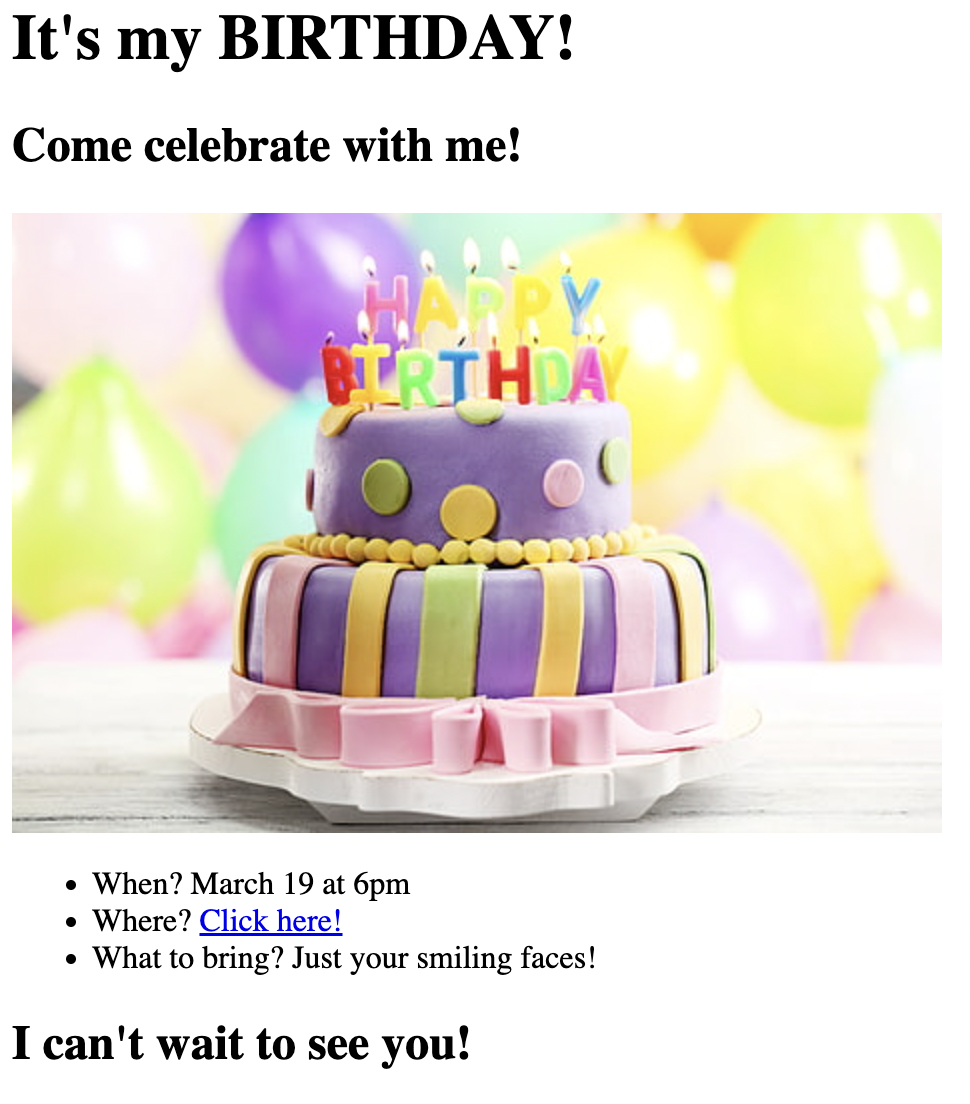 It's my BIRTHDAY!
Come celebrate with me!
HAPPY
BIRTHDAY
When? March 19 at 6pm
Where? Click here!
What to bring? Just your smiling faces!
I can't wait to see you!